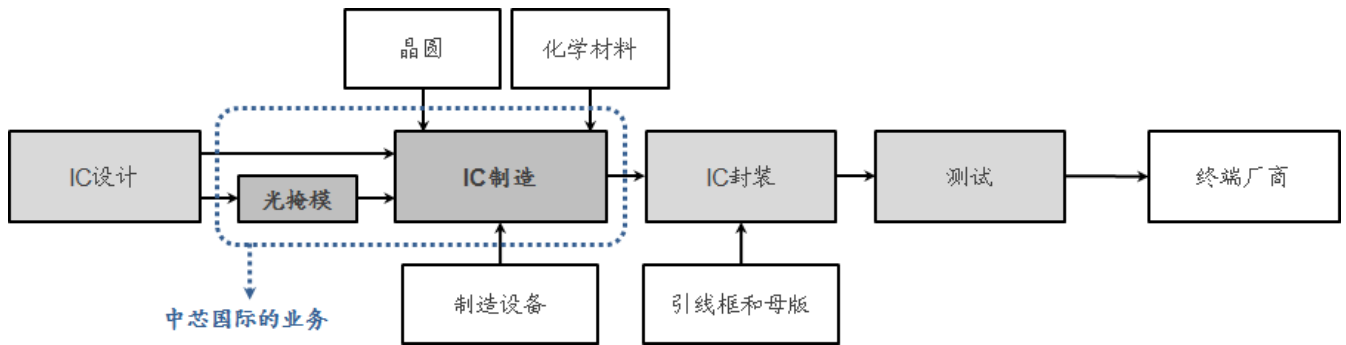 晶圆
化学材料
IC设计
光掩模
IC制造
IC封装
测试
终端厂商
制造设备
引线框和母版
中芯国际的业务